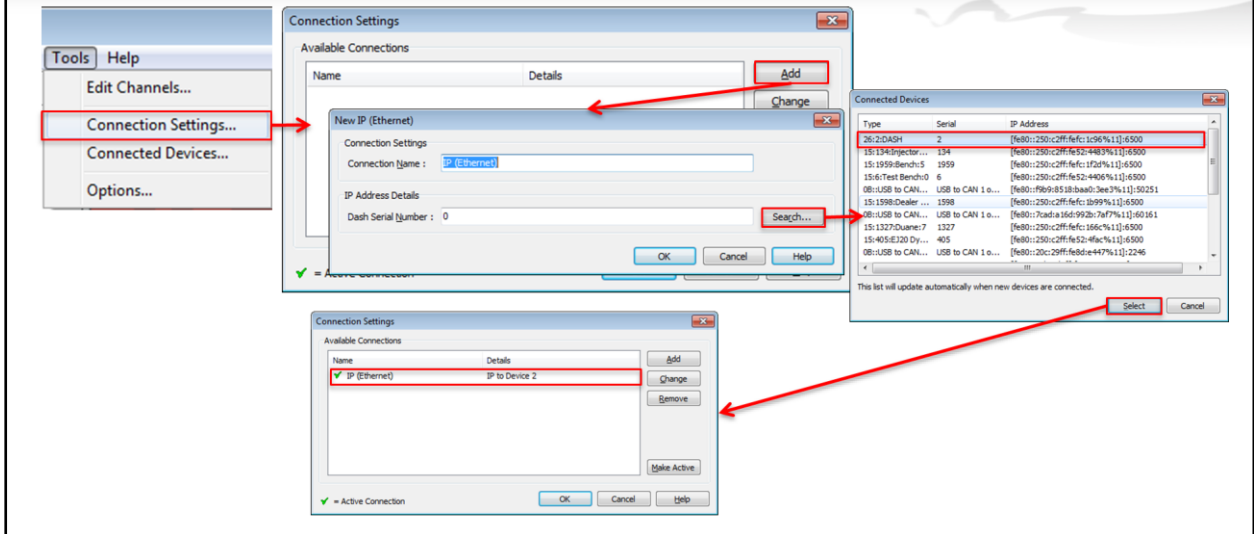 Tools Help
Edit Channels...
Connection Settings...
Connected Devices...
Options...
Connection Settings
Available Connections
Name Details
Add
Change
New IP (Ethernet)
Connection Settings
Connection Name : IP (Ethernet)
IP Address Details
Dash Serial Number : 0 Search...
OK Cancel Help
Connected Devices
Type Serial IP Address
26:2:DASH 2 [fe80::250:c2ff:fefc:1c96%11]:6500
15:134:Injector... 134 [fe80::250:c2ff:fe52:4483%11]:6500
15:1959:Bench:5 1959 [fe80::250:c2ff:fefc:1f2d%11]:6500
15:6:Test Bench:0 6 [fe80::250:c2ff:fe52:4406%11]:6500
0B::USB to CAN... USB to CAN 1 o... [fe80::f9b9:8518:baa0:3ee3%11]:50251
15:1598:Dealer ... 1598 [fe80::250:c2ff:fefc:1b99%11]:6500
0B::USB to CAN... USB to CAN 1 o... [fe80::7cad:a16d:992b:7af7%11]:60161
15:1327:Duane:7 1327 [fe80::250:c2ff:fefc:166c%11]:6500
15:405:EJ20 Dy... 405 [fe80::250:c2ff:fe52:4fac%11]:6500
0B::USB to CAN... USB to CAN 1 o... [fe80::20c:29ff:fe8d:e447%11]:2246
This list will update automatically when new devices are connected.
Select Cancel
Connection Settings
Available Connections
Name Details
IP (Ethernet) IP to Device 2
Add
Change
Remove
Make Active
= Active Connection
OK Cancel Help